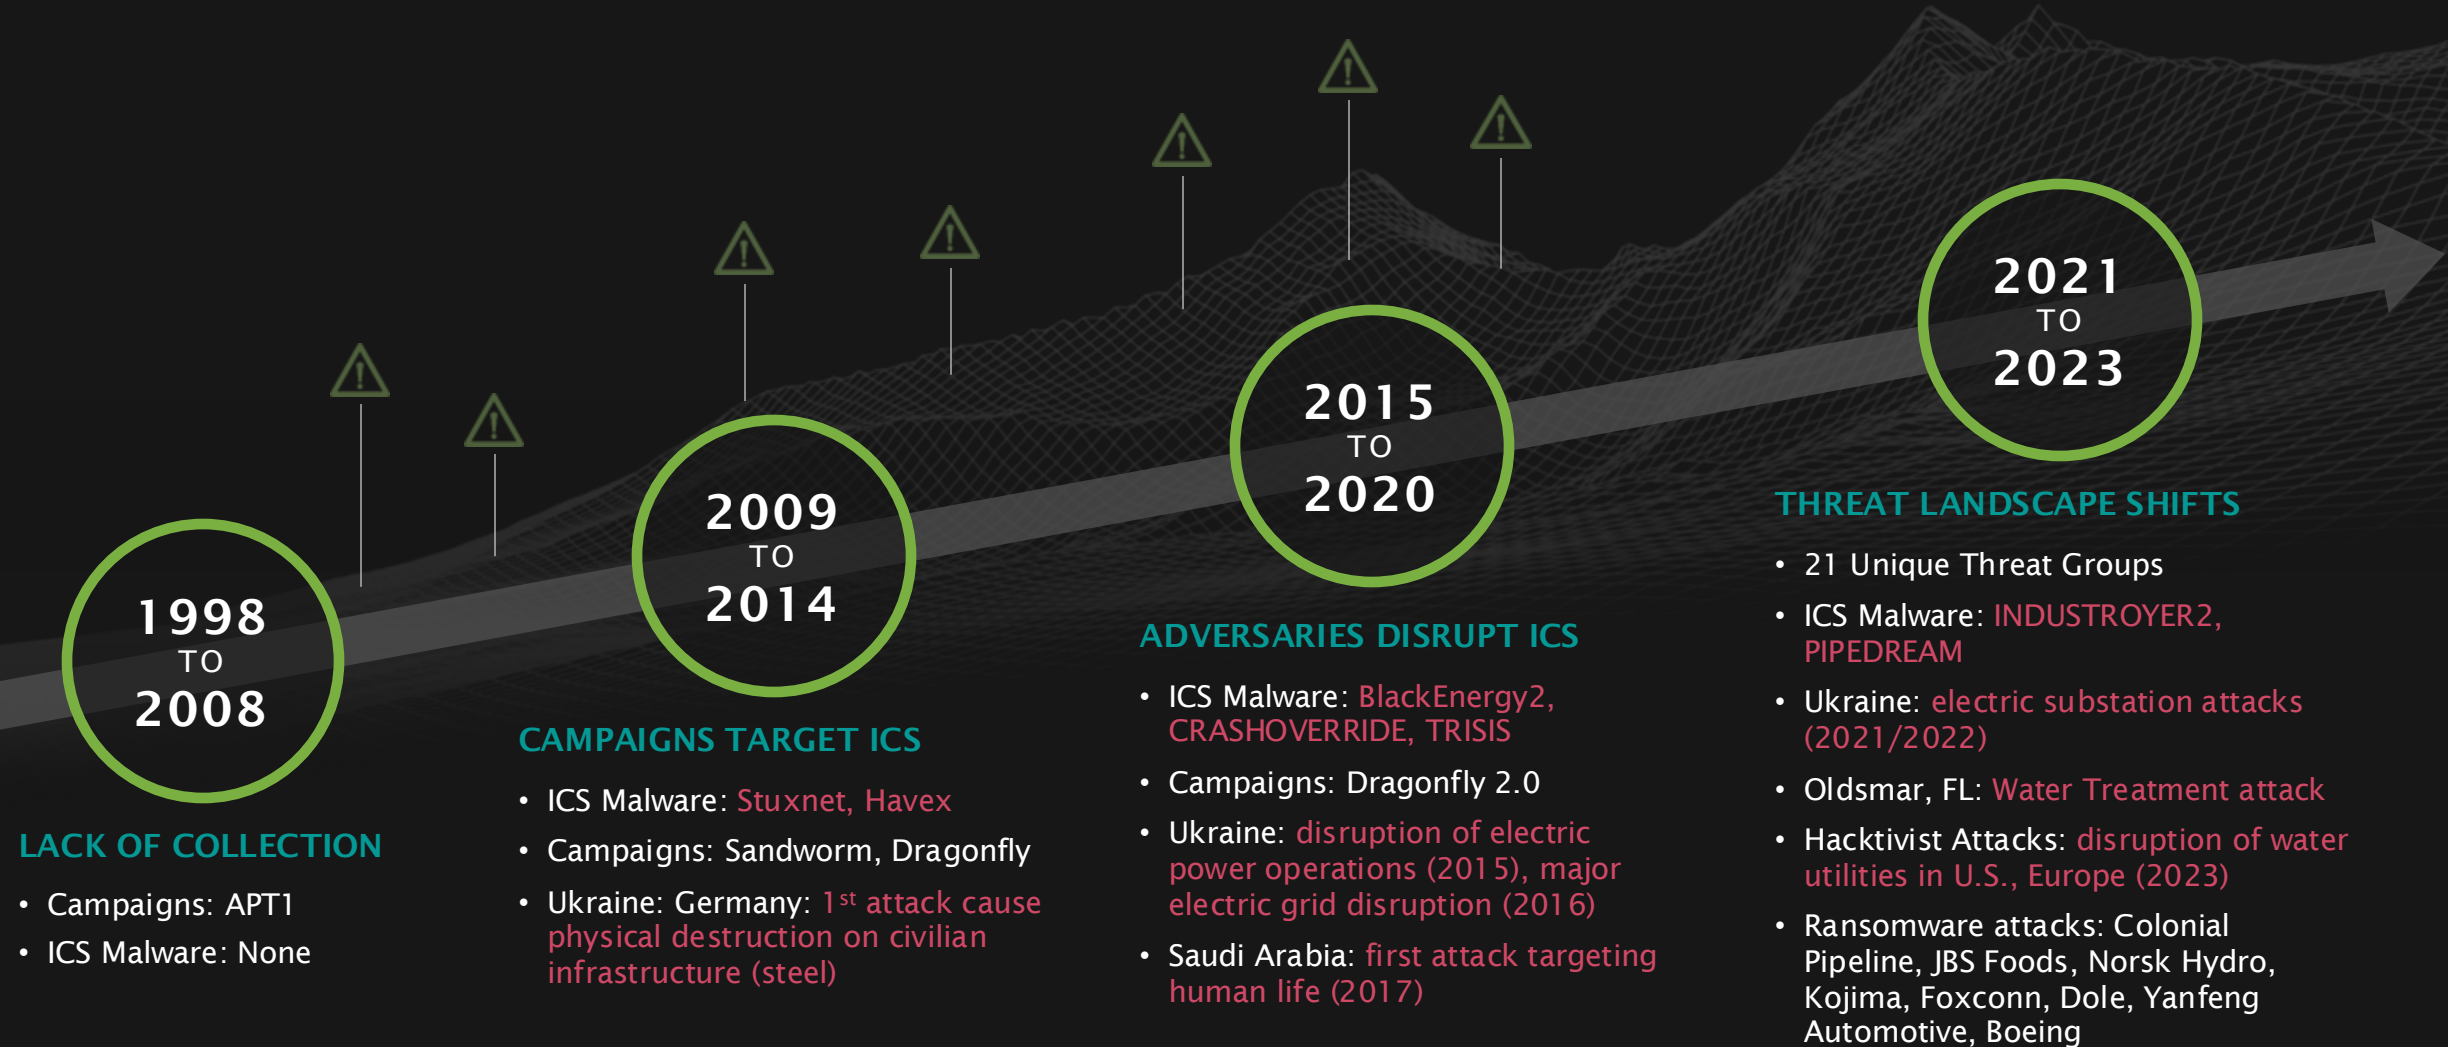 1998
TO
2008
LACK OF COLLECTION
• Campaigns: APT1
• ICS Malware: None
2009
TO
2014
CAMPAIGNS TARGET ICS
• ICS Malware: Stuxnet, Havex
• Campaigns: Sandworm, Dragonfly
• Ukraine: Germany: 1st attack cause
physical destruction on civilian
infrastructure (steel)
2015
TO
2020
ADVERSARIES DISRUPT ICS
• ICS Malware: BlackEnergy2,
CRASHOVERRIDE, TRISIS
• Campaigns: Dragonfly 2.0
• Ukraine: disruption of electric
power operations (2015), major
electric grid disruption (2016)
• Saudi Arabia: first attack targeting
human life (2017)
2021
TO
2023
THREAT LANDSCAPE SHIFTS
• 21 Unique Threat Groups
• ICS Malware: INDUSTROYER2,
PIPEDREAM
• Ukraine: electric substation attacks
(2021/2022)
• Oldsmar, FL: Water Treatment attack
• Hacktivist Attacks: disruption of water
utilities in U.S., Europe (2023)
• Ransomware attacks: Colonial
Pipeline, JBS Foods, Norsk Hydro,
Kojima, Foxconn, Dole, Yanfeng
Automotive, Boeing